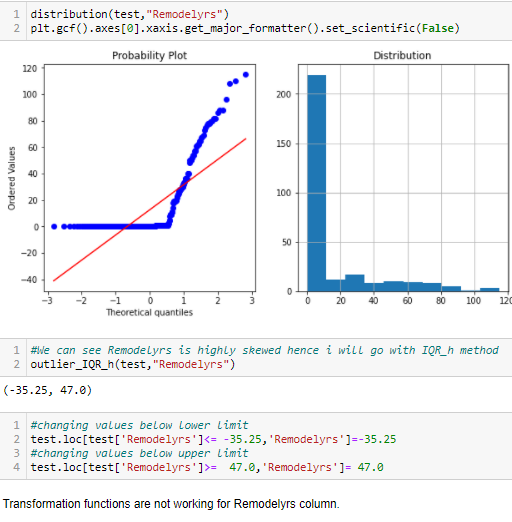 1 distribution(test,"Remodelyrs")
2 plt.gcf().axes[0].xaxis.get_major_formatter().set_scientific(False)
Probability Plot
120
100
80
60
40
20
0
−20
−40
Ordered Values
−3 −2 −1 0 1 2 3
Theoretical quantiles
Distribution
200
150
100
50
0
0 20 40 60 80 100 120
1 #We can see Remodelyrs is highly skewed hence i will go with IQR_h method
2 outlier_IQR_h(test,"Remodelyrs")
(-35.25, 47.0)
1 #changing values below lower limit
2 test.loc[test['Remodelyrs']<= -35.25,'Remodelyrs']=-35.25
3 #changing values below upper limit
4 test.loc[test['Remodelyrs']>= 47.0,'Remodelyrs']= 47.0
Transformation functions are not working for Remodelyrs column.